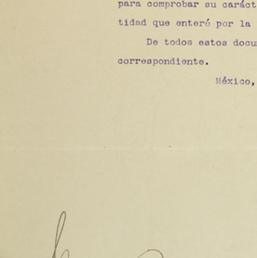 para comprobar su caráct
tidad que enteró por la
De todos estos docu
correspondiente.
México,